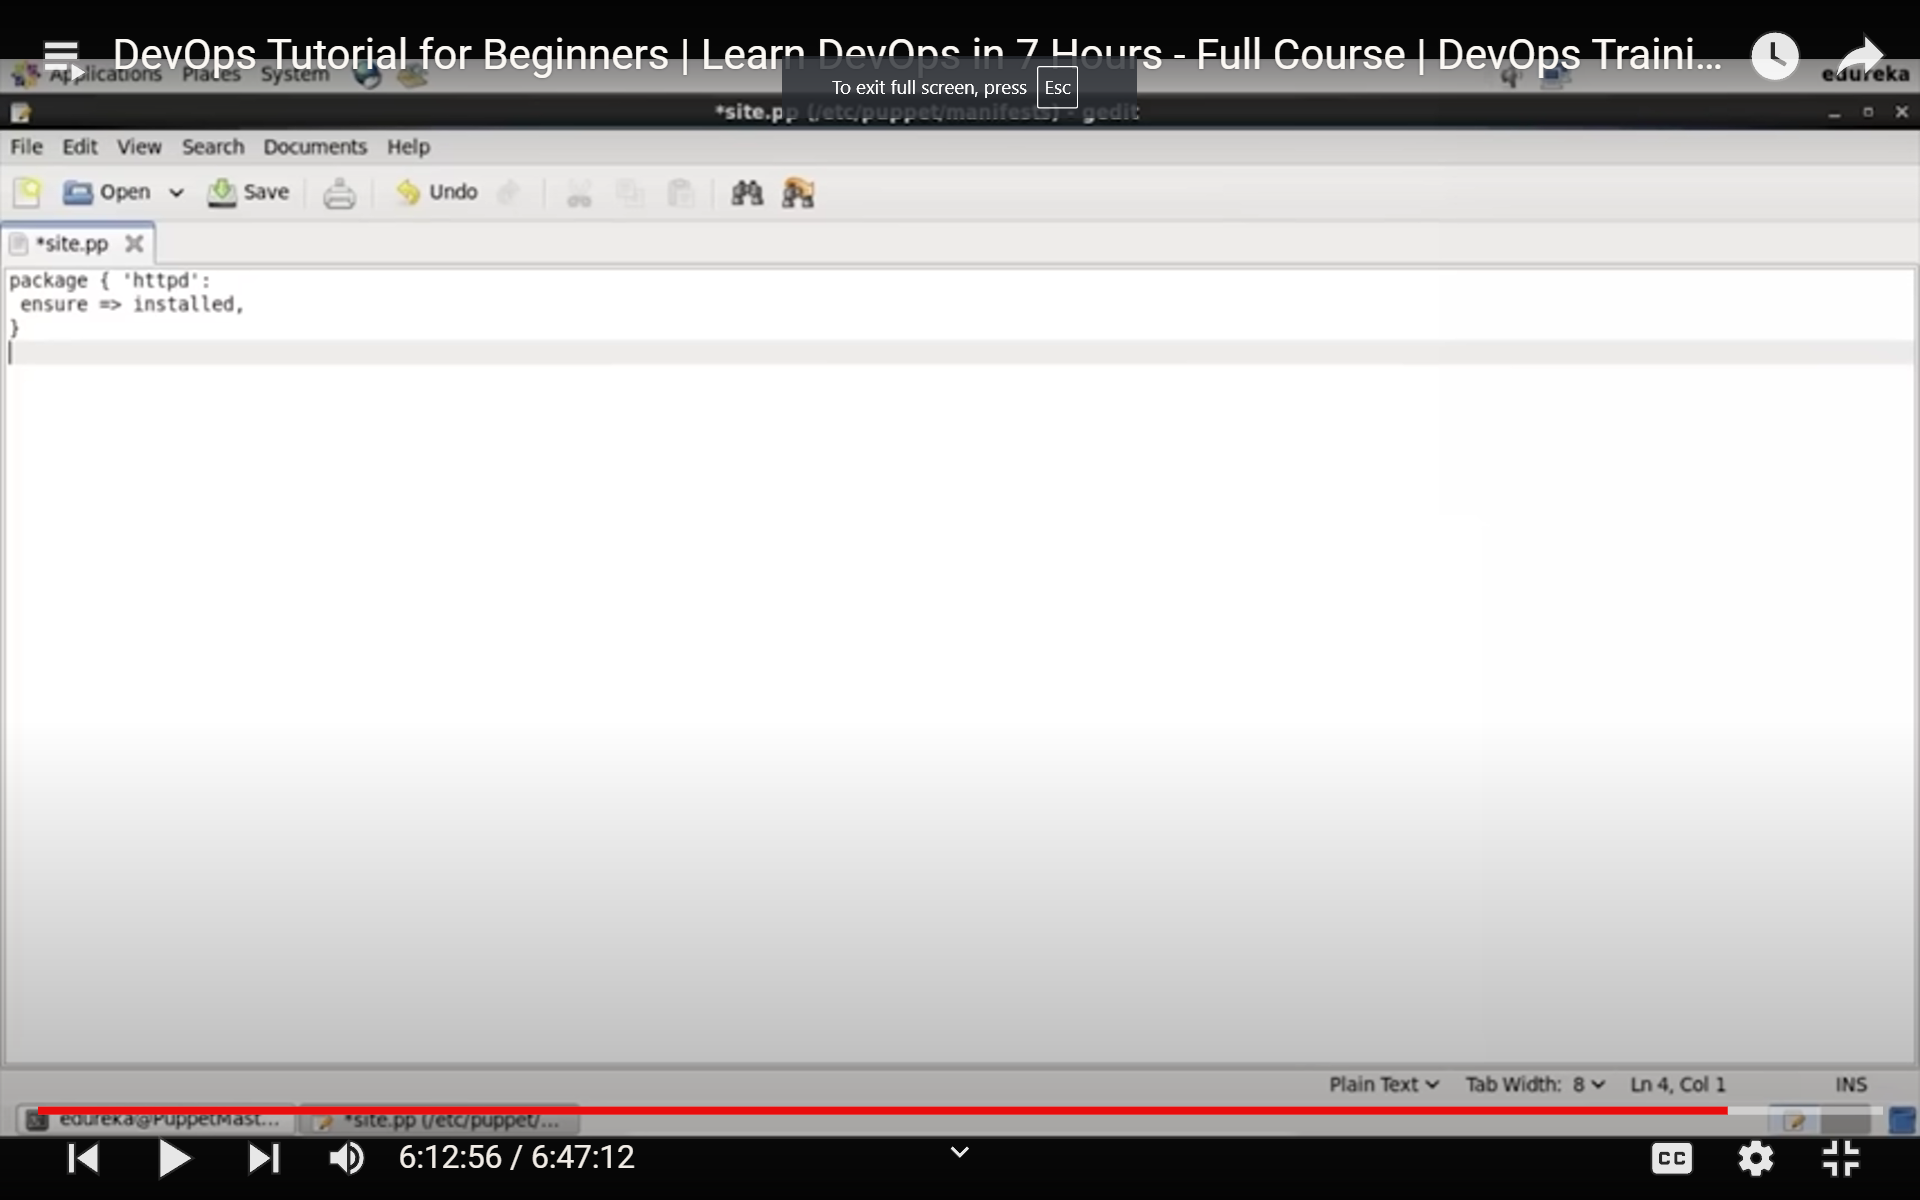 DevOps Tutorial for Beginners | Learn DevOps in 7 Hours - Full Course | DevOps Traini...
Applications Places System edureka
To exit full screen, press Esc
*site.pp (/etc/puppet/manifests) - gedit
File Edit View Search Documents Help
Open Save Undo
*site.pp
package { 'httpd':
 ensure => installed,
}
Plain Text Tab Width: 8 Ln 4, Col 1 INS
edureka@PuppetMast... *site.pp (/etc/puppet/...
6:12:56 / 6:47:12 CC